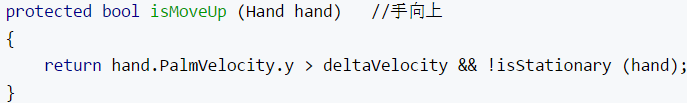 protected bool isMoveUp (Hand hand)   //手向上
{
    return hand.PalmVelocity.y > deltaVelocity && !isStationary (hand);
}